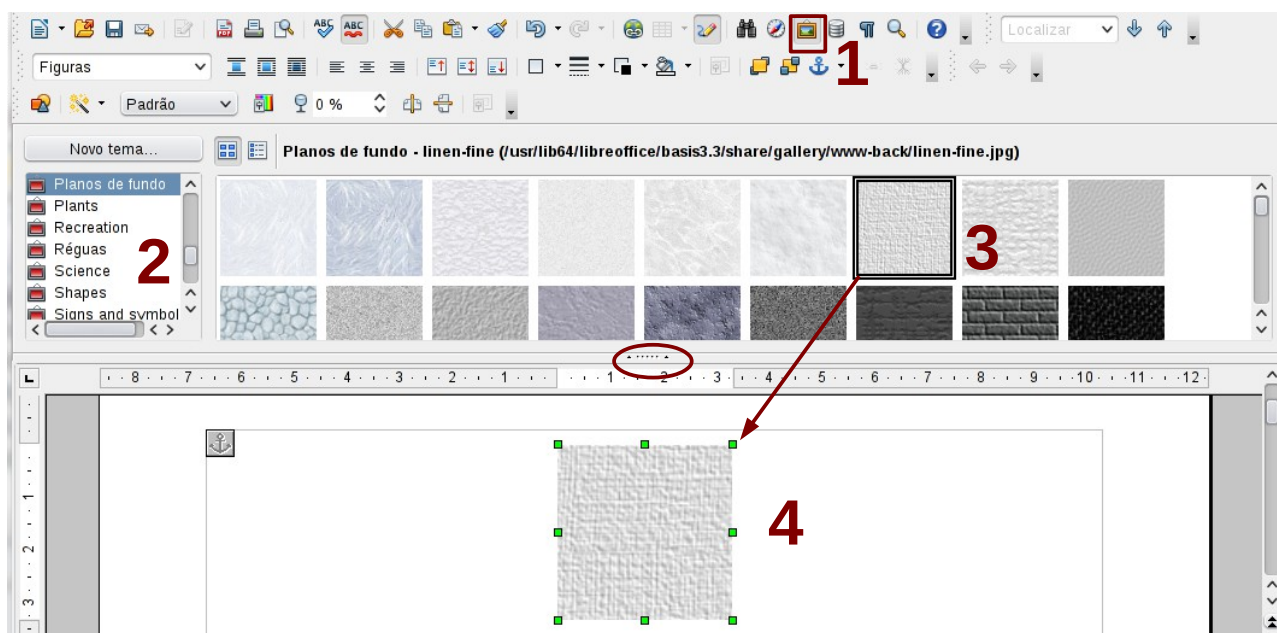 ABC ABC Localizar
1
Figuras
Padrão 0 %
Novo tema... Planos de fundo - linen-fine (/usr/lib64/libreoffice/basis3.3/share/gallery/www-back/linen-fine.jpg)
Planos de fundo
Plants
Recreation
Réguas
Science
Shapes
Signs and symbol
2
3
8 7 6 5 4 3 2 1 1 2 3 4 5 6 7 8 9 10 11 12
1
2
3
4